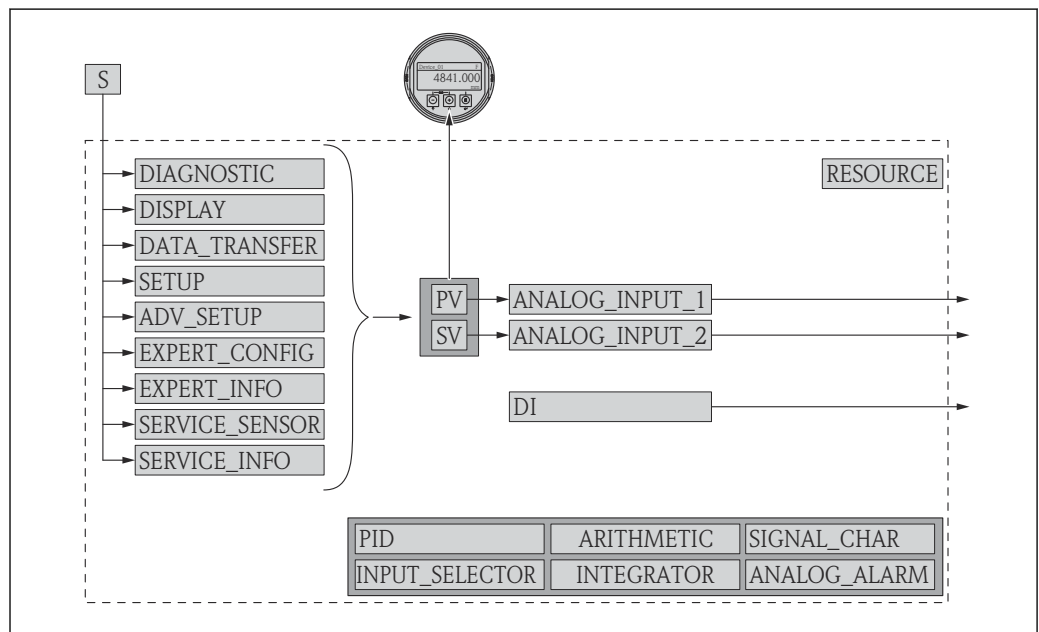 S
Device_01 F
4841.000
mm
DIAGNOSTIC
DISPLAY
DATA_TRANSFER
SETUP
ADV_SETUP
EXPERT_CONFIG
EXPERT_INFO
SERVICE_SENSOR
SERVICE_INFO
RESOURCE
PV
SV
ANALOG_INPUT_1
ANALOG_INPUT_2
DI
PID ARITHMETIC SIGNAL_CHAR
INPUT_SELECTOR INTEGRATOR ANALOG_ALARM